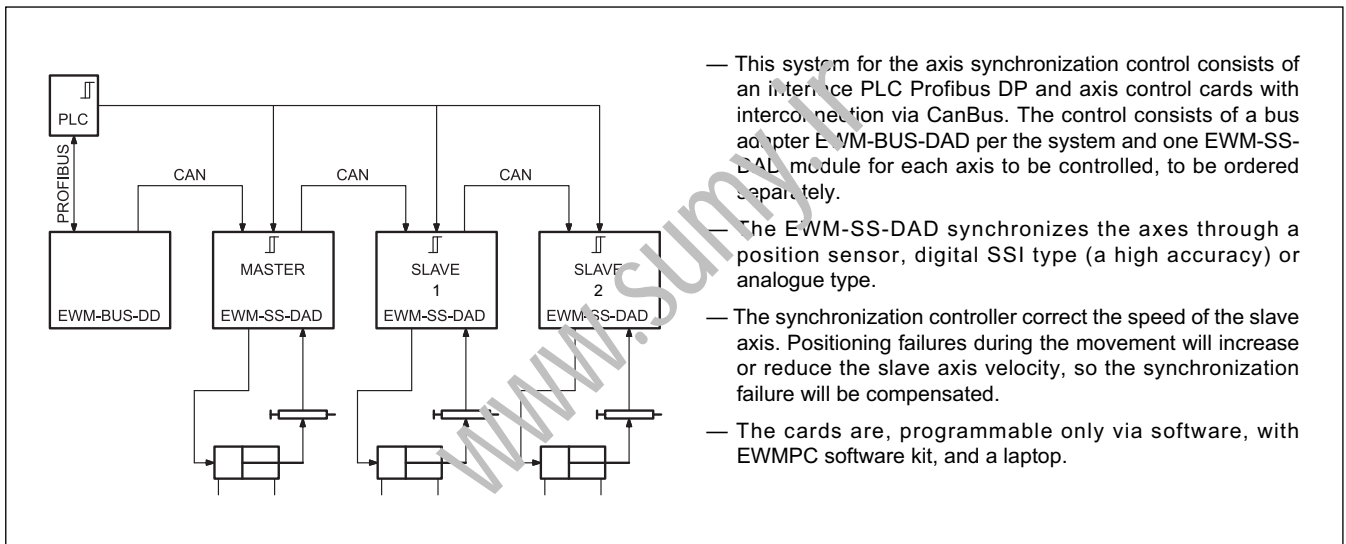 PLC
PROFIBUS
CAN
CAN
CAN
MASTER
SLAVE
1
SLAVE
2
EWM-BUS-DD
EWM-SS-DAD
EWM-SS-DAD
EWM-SS-DAD
— This system for the axis synchronization control consists of
an interface PLC Profibus DP and axis control cards with
interconnection via CanBus. The control consists of a bus
adapter EWM-BUS-DAD per the system and one EWM-SS-
DAD module for each axis to be controlled, to be ordered
separately.
— The EWM-SS-DAD synchronizes the axes through a
position sensor, digital SSI type (a high accuracy) or
analogue type.
— The synchronization controller correct the speed of the slave
axis. Positioning failures during the movement will increase
or reduce the slave axis velocity, so the synchronization
failure will be compensated.
— The cards are, programmable only via software, with
EWMPC software kit, and a laptop.
www.sumy.ir